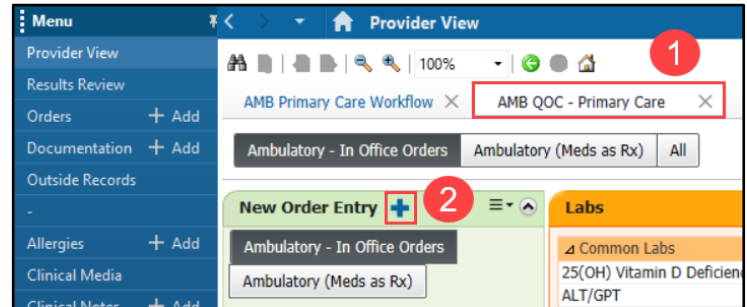 Menu
Provider View
Provider View
Results Review
Orders + Add
Documentation + Add
Outside Records
-
Allergies + Add
Clinical Media
Clinical Notes + Add
100%
1
AMB Primary Care Workflow
AMB QOC - Primary Care
Ambulatory - In Office Orders
Ambulatory (Meds as Rx)
All
New Order Entry
2
Ambulatory - In Office Orders
Ambulatory (Meds as Rx)
Labs
Common Labs
25(OH) Vitamin D Deficienc
ALT/GPT